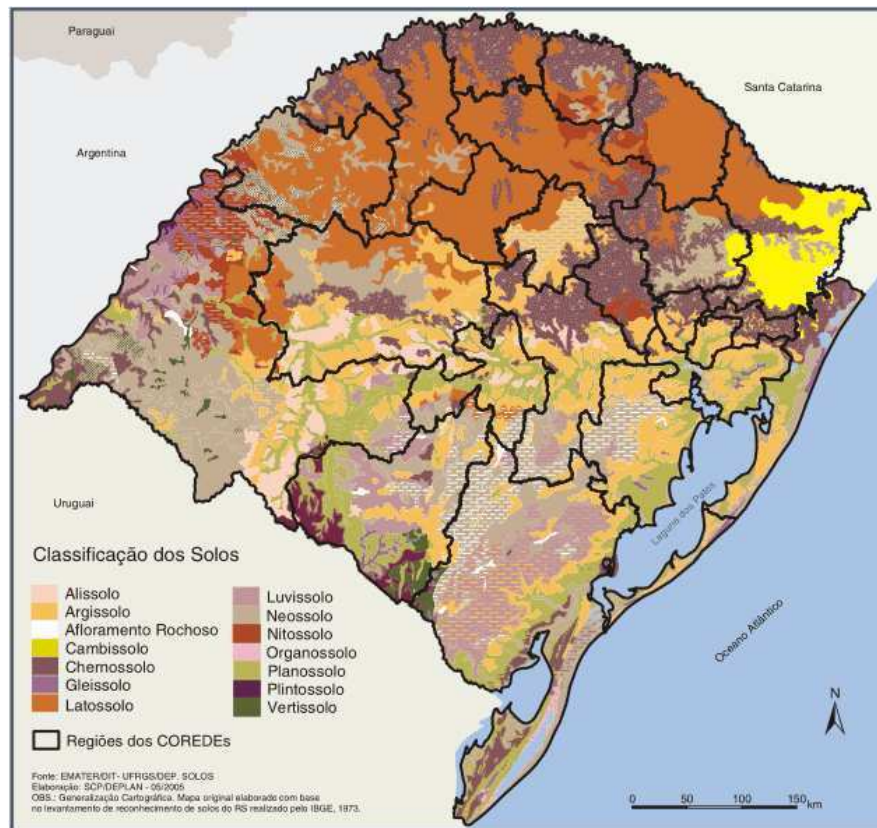 Paraguai
Santa Catarina
Argentina
Uruguai
Laguna dos Patos
Oceano Atlântico
Classificação dos Solos
Alissolo
Argissolo
Afloramento Rochoso
Cambissolo
Chernossolo
Gleissolo
Latossolo
Luvissolo
Neossolo
Nitossolo
Organossolo
Planossolo
Plintossolo
Vertissolo
Regiões dos COREDEs
N
Fonte: EMATER/DIT- UFRGS/DEP. SOLOS
Elaboração: SCP/DEPLAN - 05/2005
OBS.: Generalização Cartográfica. Mapa original elaborado com base
no levantamento de reconhecimento de solos do RS realizado pelo IBGE, 1973.
0 50 100 150 km